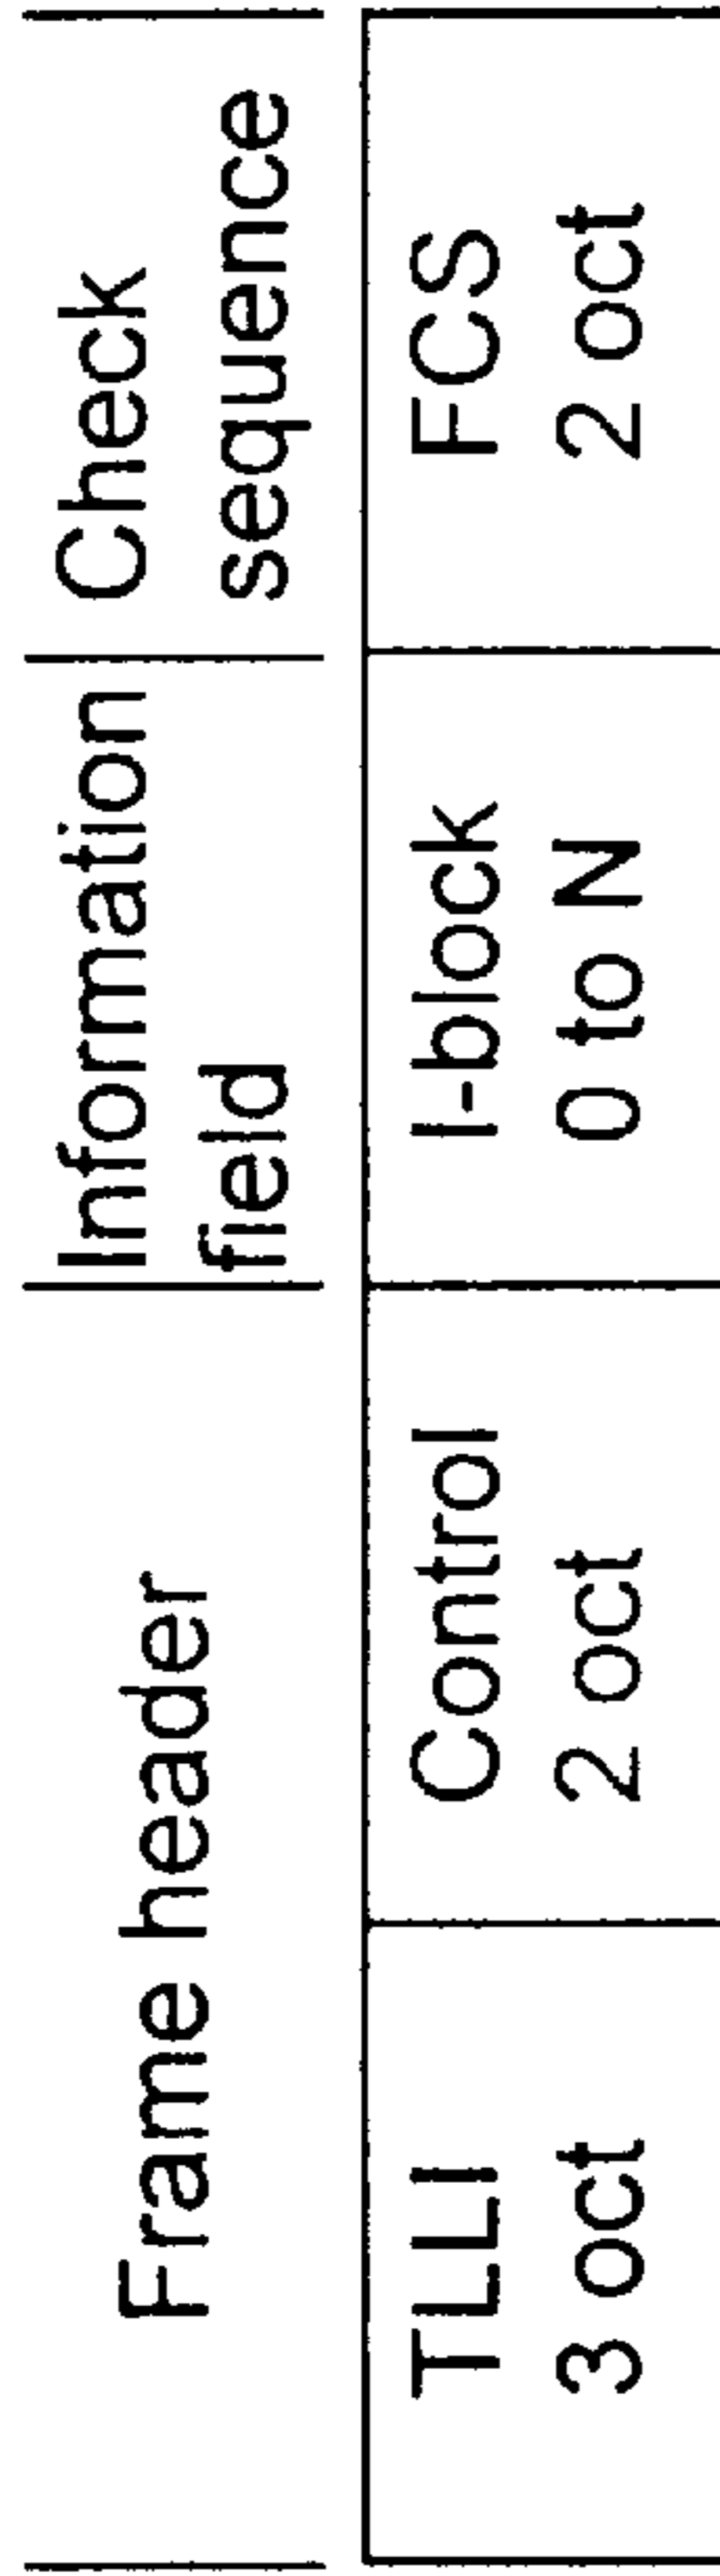 Frame header
Information
field
Check
sequence
TLLI
3 oct
Control
2 oct
I-block
0 to N
FCS
2 oct